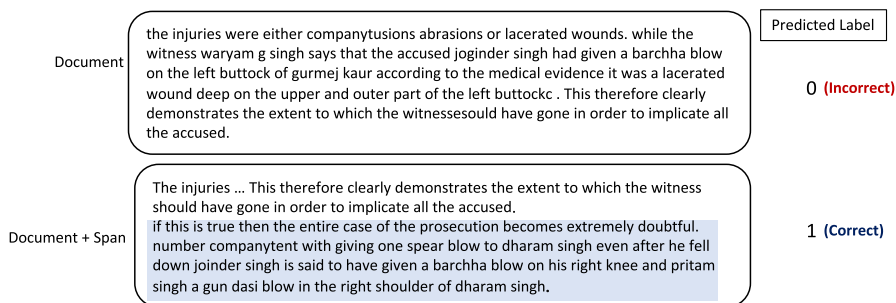 Predicted Label
Document
the injuries were either companytusions abrasions or lacerated wounds. while the
witness waryam g singh says that the accused joginder singh had given a barchha blow
on the left buttock of gurmej kaur according to the medical evidence it was a lacerated
wound deep on the upper and outer part of the left buttockc . This therefore clearly
demonstrates the extent to which the witnessesould have gone in order to implicate all
the accused.
0 (Incorrect)
Document + Span
The injuries ... This therefore clearly demonstrates the extent to which the witness
should have gone in order to implicate all the accused.
if this is true then the entire case of the prosecution becomes extremely doubtful.
number companytent with giving one spear blow to dharam singh even after he fell
down joinder singh is said to have given a barchha blow on his right knee and pritam
singh a gun dasi blow in the right shoulder of dharam singh.
1 (Correct)